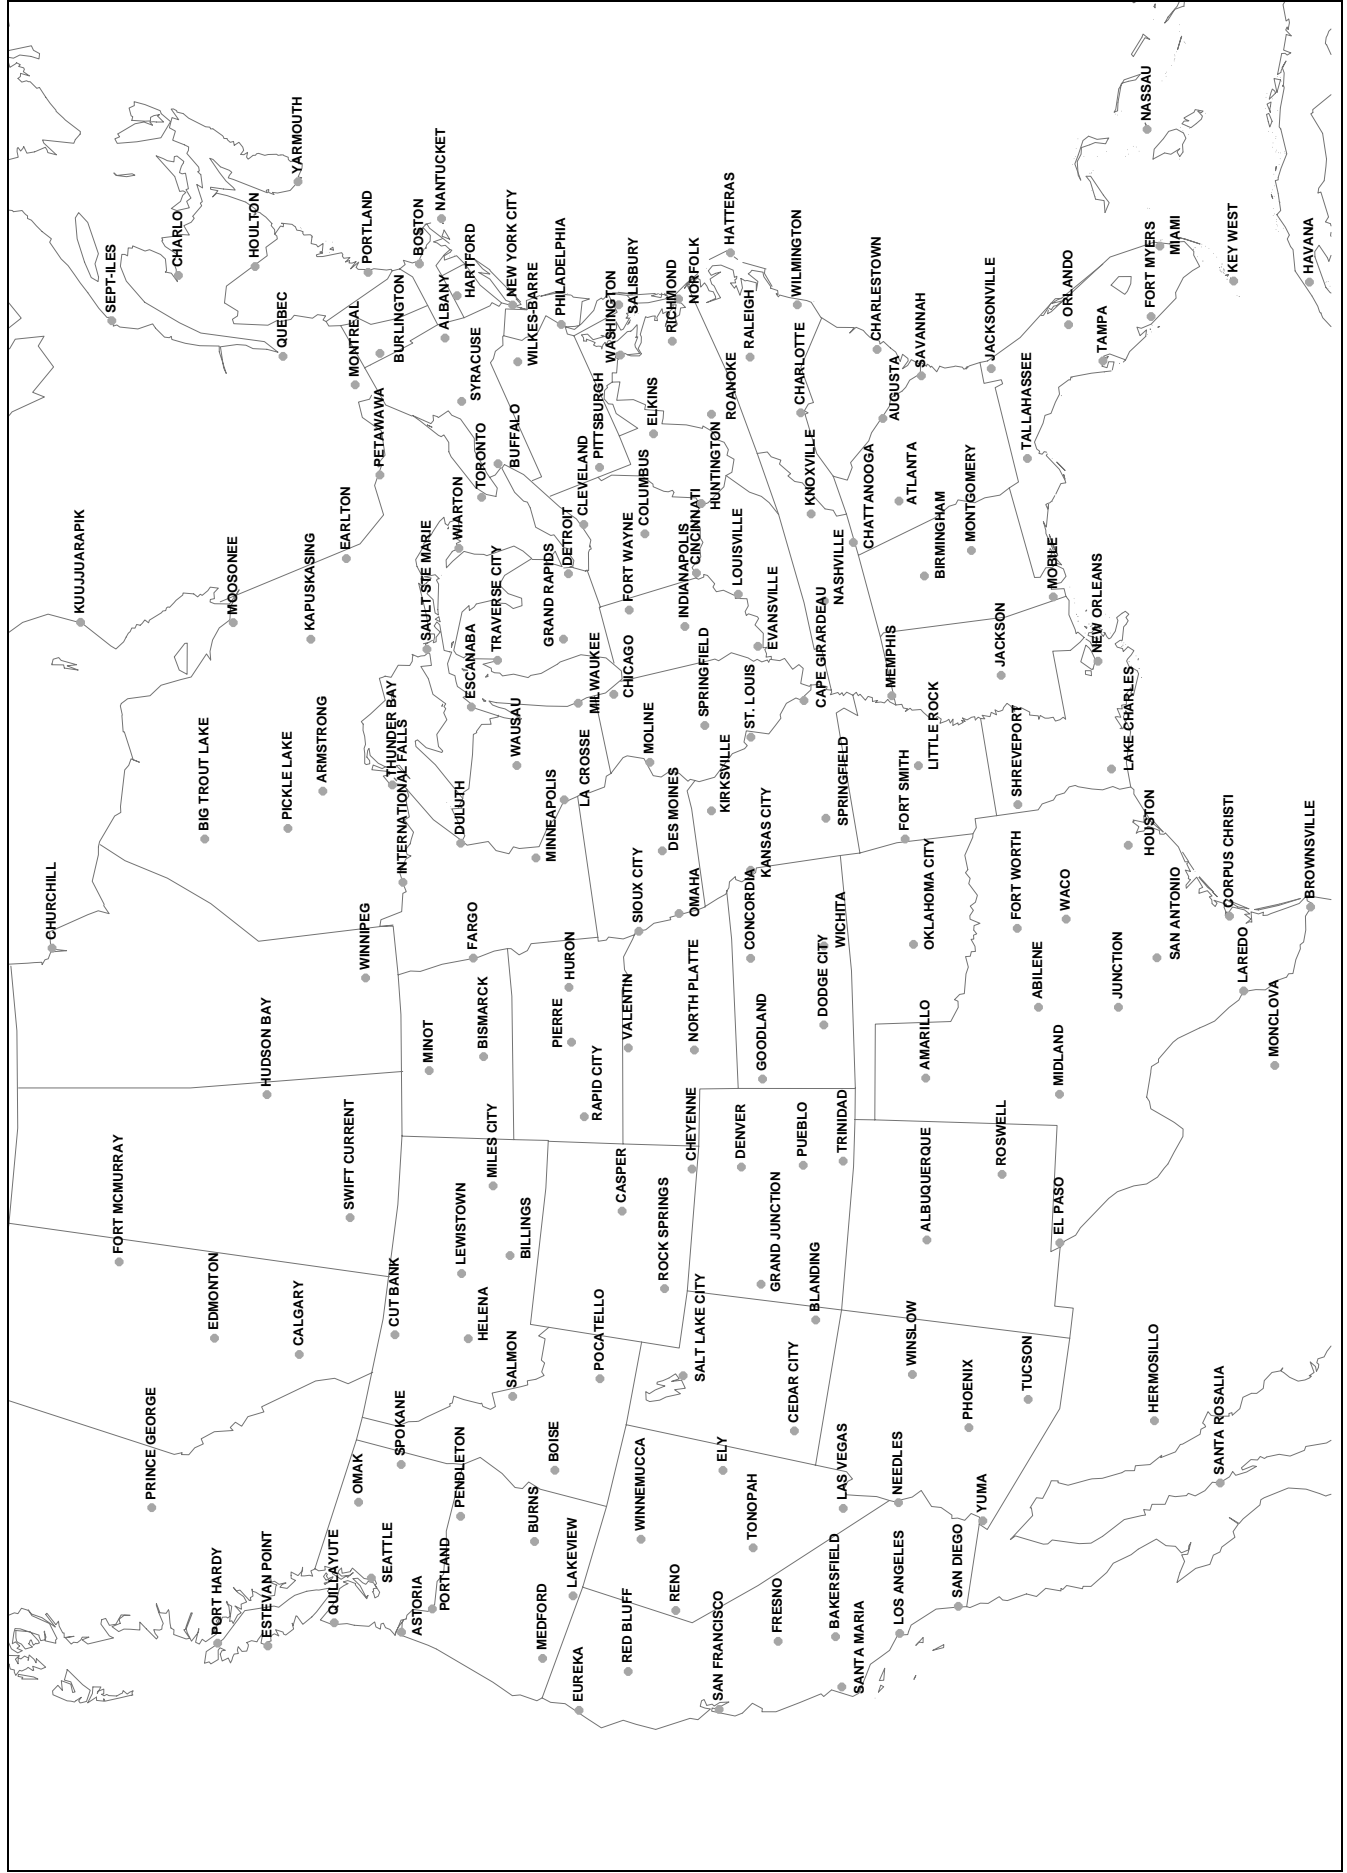 CHURCHILL
KUUJUARAPIK
SEPT-ILES
FORT MCMURRAY
PRINCE GEORGE
CHARLO
BIG TROUT LAKE
EDMONTON
PORT HARDY
MOOSONEE
HOULTON
HUDSON BAY
ESTEVAN POINT
QUEBEC
PICKLE LAKE
YARMOUTH
CALGARY
KAPUSKASING
ARMSTRONG
QUILLAYUTE
EARLTON
SWIFT CURRENT
MONTREAL
OMAK
WINNIPEG
PORTLAND
SEATTLE
PETAWAWA
BURLINGTON
THUNDER BAY
CUT BANK
INTERNATIONAL FALLS
SPOKANE
ASTORIA
BOSTON
SAULT STE MARIE
MINOT
PORTLAND
NANTUCKET
ALBANY
HARTFORD
WIARTON
DULUTH
PENDLETON
LEWISTOWN
SYRACUSE
HELENA
ESCANABA
FARGO
TORONTO
BISMARCK
MILES CITY
TRAVERSE CITY
BUFFALO
NEW YORK CITY
BILLINGS
SALMON
WAUSAU
WILKES-BARRE
BURNS
MINNEAPOLIS
MEDFORD
BOISE
PHILADELPHIA
GRAND RAPIDS
DETROIT
LA CROSSE
HURON
PIERRE
LAKEVIEW
EUREKA
MILWAUKEE
CLEVELAND
RAPID CITY
PITTSBURGH
POCATELLO
WASHINGTON
SALISBURY
CHICAGO
FORT WAYNE
CASPER
VALENTIN
RED BLUFF
SIOUX CITY
WINNEMUCCA
COLUMBUS
MOLINE
ELKINS
DES MOINES
ROCK SPRINGS
RICHMOND
RENO
NORFOLK
OMAHA
INDIANAPOLIS
CHEYENNE
NORTH PLATTE
SALT LAKE CITY
CINCINNATI
HUNTINGTON
SPRINGFIELD
KIRKSVILLE
ROANOKE
SAN FRANCISCO
ELY
HATTERAS
LOUISVILLE
DENVER
RALEIGH
ST. LOUIS
KANSAS CITY
CONCORDIA
TONOPAH
EVANSVILLE
GOODLAND
GRAND JUNCTION
FRESNO
CEDAR CITY
WILMINGTON
CHARLOTTE
PUEBLO
CAPE GIRARDEAU
KNOXVILLE
BLANDING
NASHVILLE
DODGE CITY
WICHITA
SPRINGFIELD
BAKERSFIELD
SANTA MARIA
TRINIDAD
LAS VEGAS
CHATTANOOGA
CHARLESTOWN
AUGUSTA
MEMPHIS
NEEDLES
LOS ANGELES
ATLANTA
FORT SMITH
WINSLOW
SAVANNAH
LITTLE ROCK
OKLAHOMA CITY
BIRMINGHAM
AMARILLO
ALBUQUERQUE
SAN DIEGO
PHOENIX
MONTGOMERY
YUMA
JACKSONVILLE
JACKSON
ROSWELL
SHREVEPORT
FORT WORTH
TALLAHASSEE
TUCSON
ABILENE
MOBILE
MIDLAND
EL PASO
WACO
ORLANDO
NEW ORLEANS
TAMPA
LAKE CHARLES
JUNCTION
HOUSTON
NASSAU
FORT MYERS
MIAMI
HERMOSILLO
SAN ANTONIO
SANTA ROSALIA
CORPUS CHRISTI
KEY WEST
LAREDO
MONCLOVA
HAVANA
BROWNSVILLE